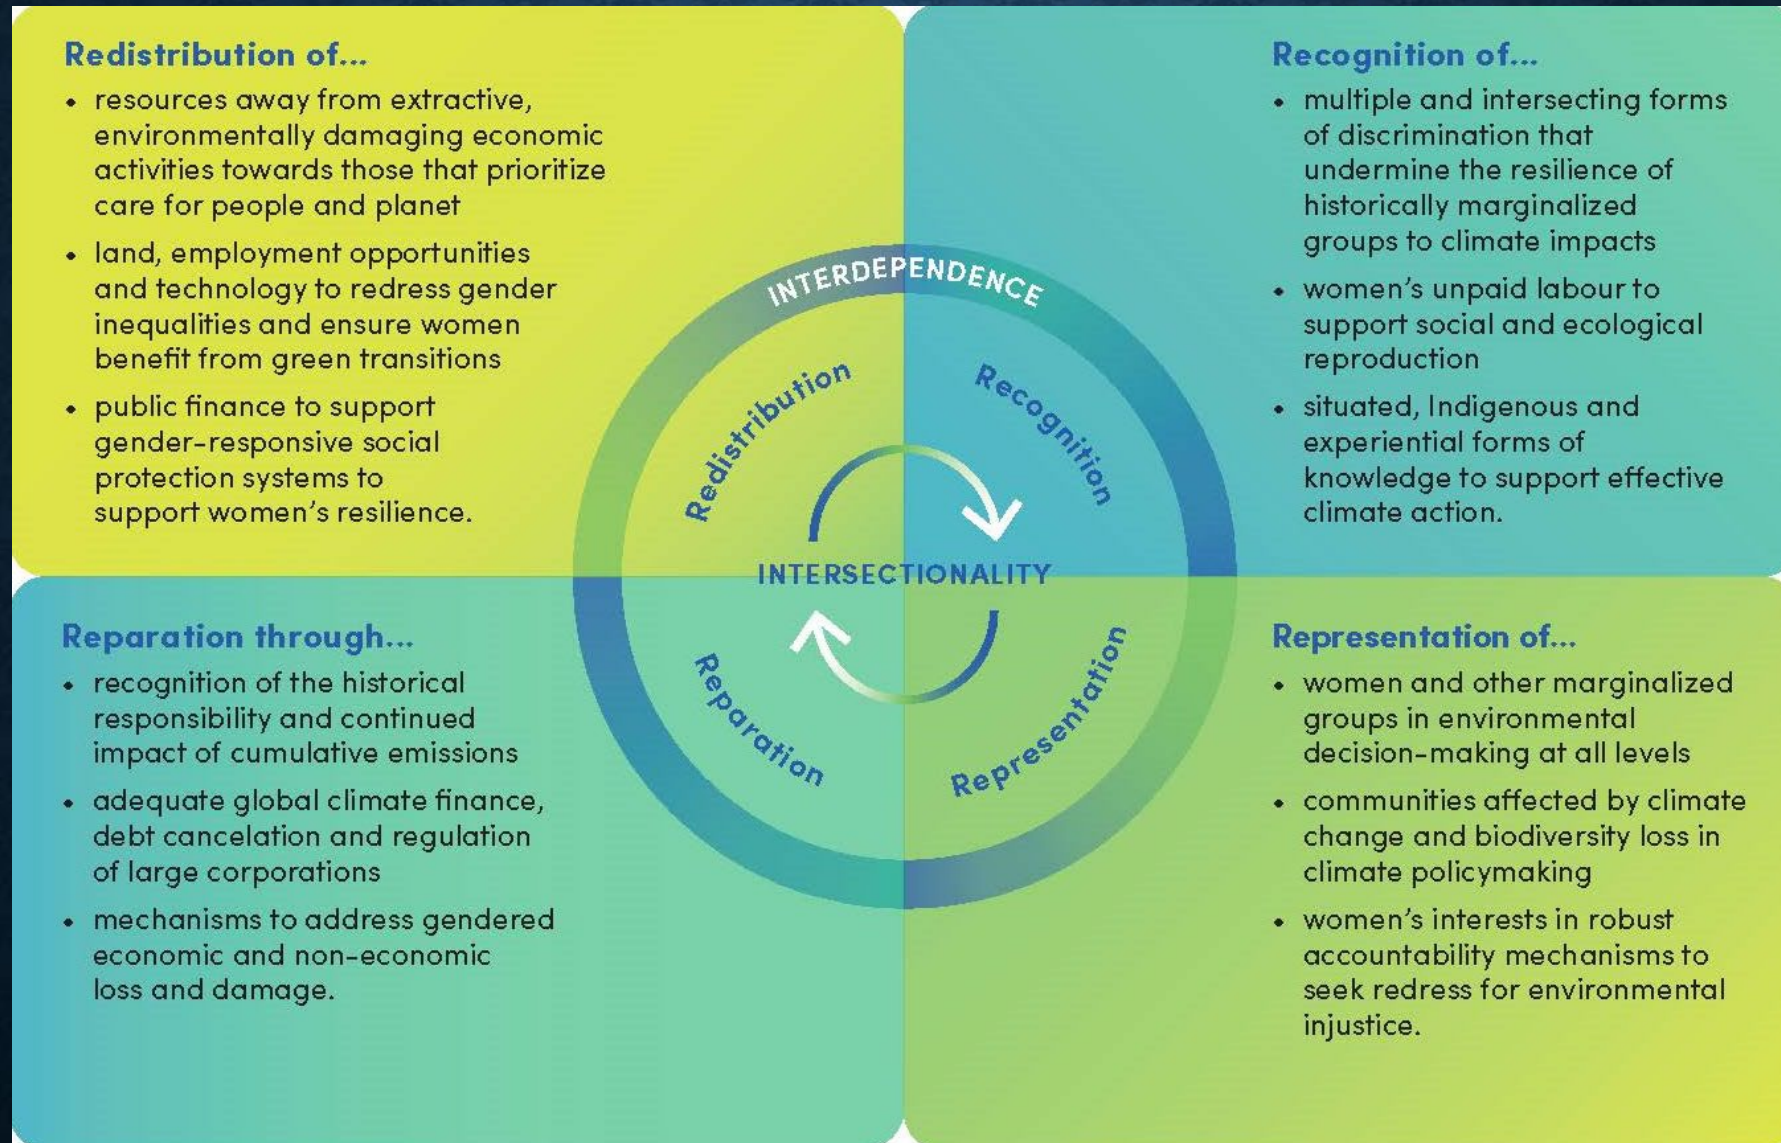 Redistribution of...
• resources away from extractive,
environmentally damaging economic
activities towards those that prioritize
care for people and planet
• land, employment opportunities
and technology to redress gender
inequalities and ensure women
benefit from green transitions
• public finance to support
gender-responsive social
protection systems to
support women's resilience.
Recognition of...
• multiple and intersecting forms
of discrimination that
undermine the resilience of
historically marginalized
groups to climate impacts
• women's unpaid labour to
support social and ecological
reproduction
• situated, Indigenous and
experiential forms of
knowledge to support effective
climate action.
INTERDEPENDENCE
Redistribution
Recognition
INTERSECTIONALITY
Reparation
Representation
Reparation through...
• recognition of the historical
responsibility and continued
impact of cumulative emissions
• adequate global climate finance,
debt cancelation and regulation
of large corporations
• mechanisms to address gendered
economic and non-economic
loss and damage.
Representation of...
• women and other marginalized
groups in environmental
decision-making at all levels
• communities affected by climate
change and biodiversity loss in
climate policymaking
• women's interests in robust
accountability mechanisms to
seek redress for environmental
injustice.